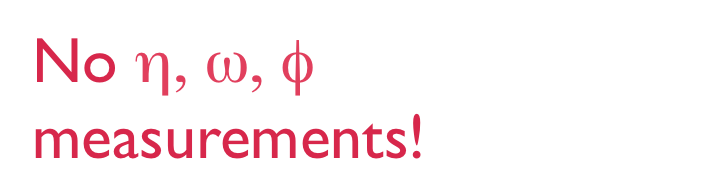 No η, ω, ϕ
measurements!